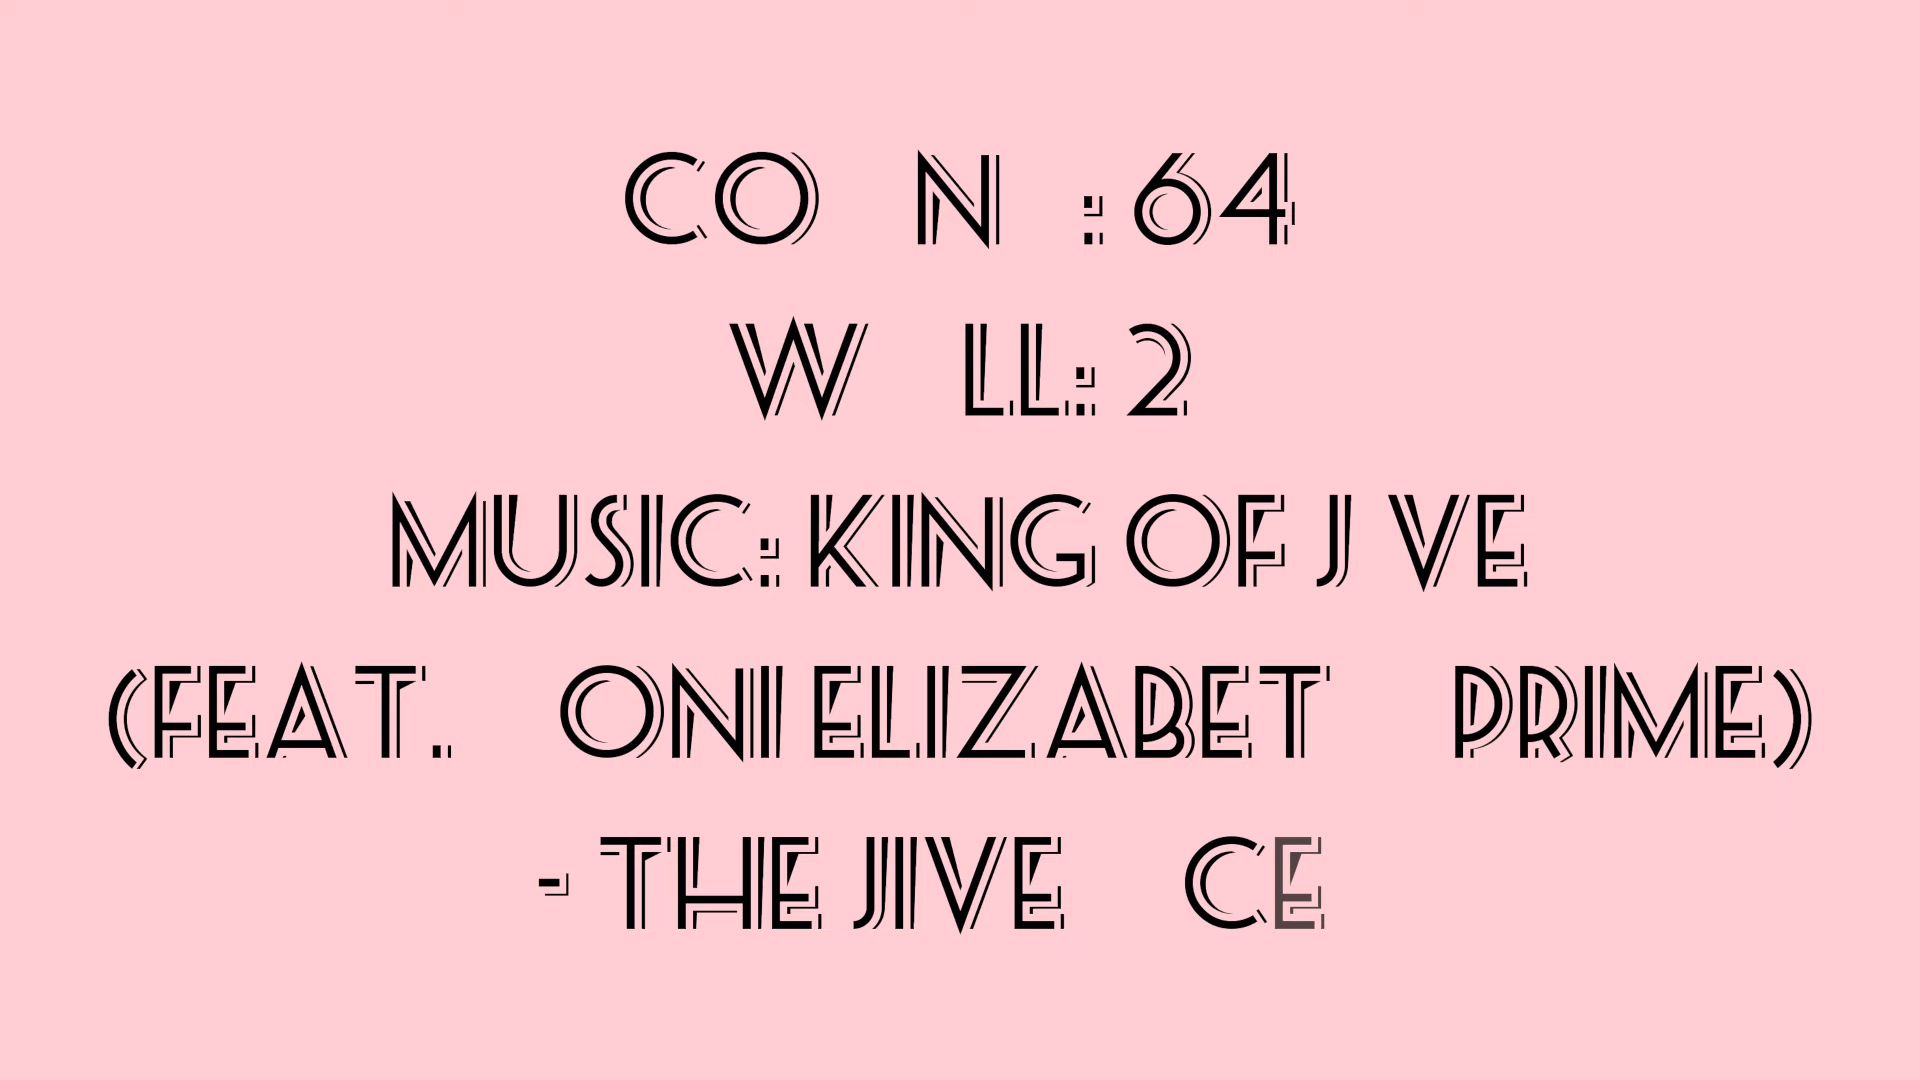 CO N : 64
W LL: 2
MUSIC: KING OF J VE
(FEAT. ONI ELIZABET PRIME)
- THE JIVE CE